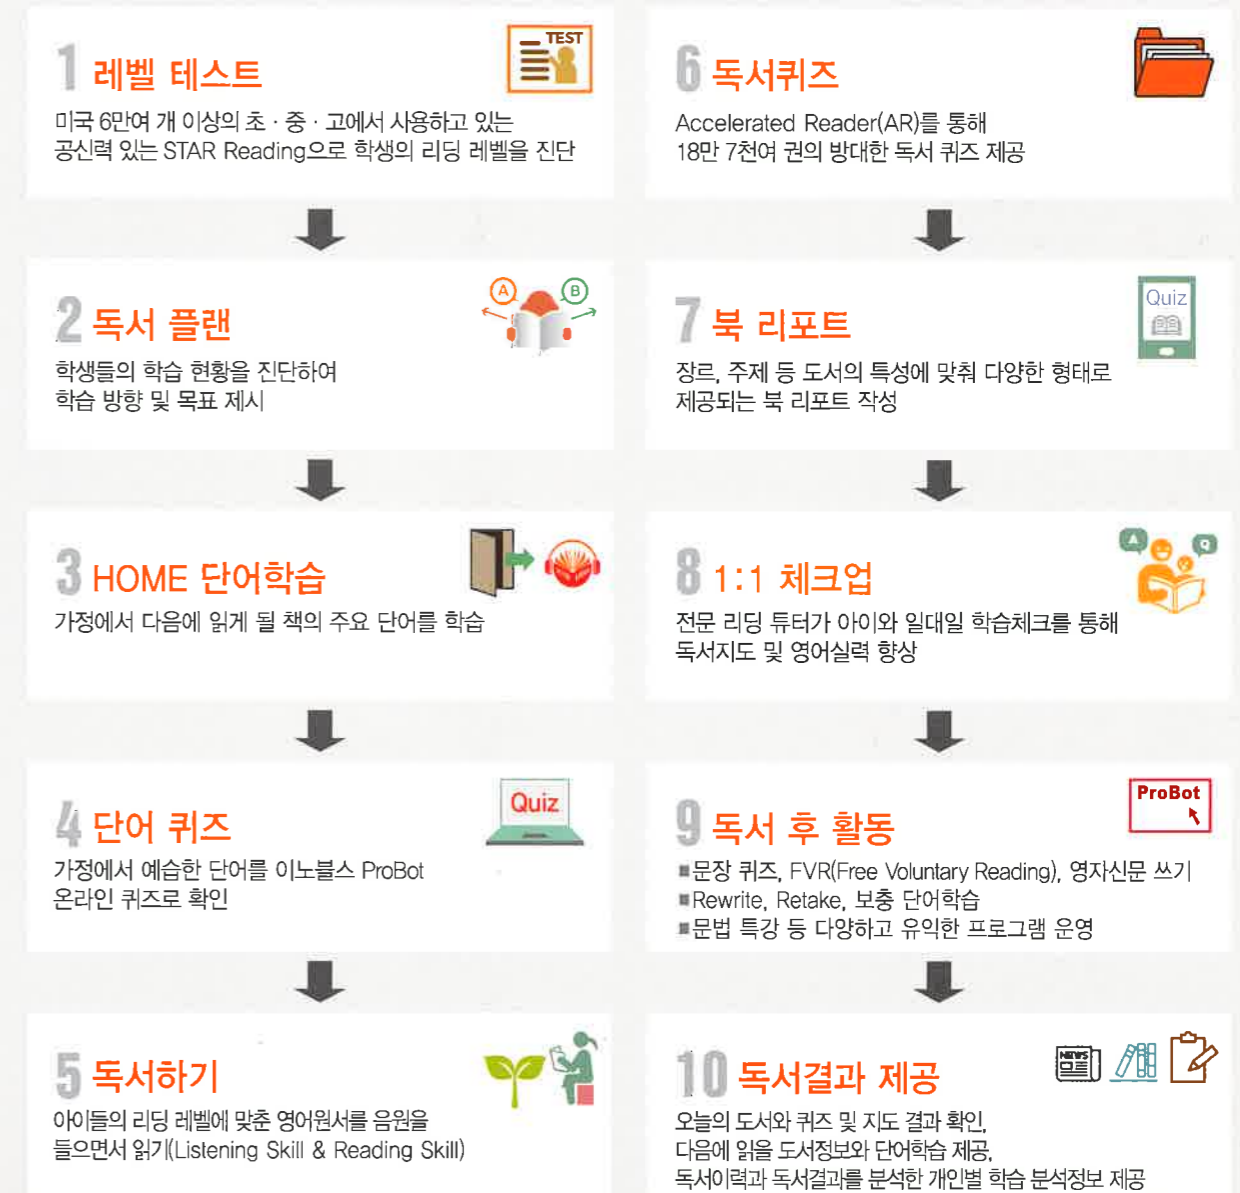 1 레벨 테스트
TEST
미국 6만여 개 이상의 초 · 중 · 고에서 사용하고 있는
공신력 있는 STAR Reading으로 학생의 리딩 레벨을 진단
2 독서 플랜
A B
학생들의 학습 현황을 진단하여
학습 방향 및 목표 제시
3 HOME 단어학습
가정에서 다음에 읽게 될 책의 주요 단어를 학습
4 단어 퀴즈
Quiz
가정에서 예습한 단어를 이노블스 ProBot
온라인 퀴즈로 확인
5 독서하기
아이들의 리딩 레벨에 맞춘 영어원서를 음원을
들으면서 읽기(Listening Skill & Reading Skill)
6 독서퀴즈
Accelerated Reader(AR)를 통해
18만 7천여 권의 방대한 독서 퀴즈 제공
7 북 리포트
Quiz
장르, 주제 등 도서의 특성에 맞춰 다양한 형태로
제공되는 북 리포트 작성
8 1:1 체크업
A Q
전문 리딩 튜터가 아이와 일대일 학습체크를 통해
독서지도 및 영어실력 향상
9 독서 후 활동
ProBot
■문장 퀴즈, FVR(Free Voluntary Reading), 영자신문 쓰기
■Rewrite, Retake, 보충 단어학습
■문법 특강 등 다양하고 유익한 프로그램 운영
10 독서결과 제공
NEWS
오늘의 도서와 퀴즈 및 지도 결과 확인,
다음에 읽을 도서정보와 단어학습 제공,
독서이력과 독서결과를 분석한 개인별 학습 분석정보 제공